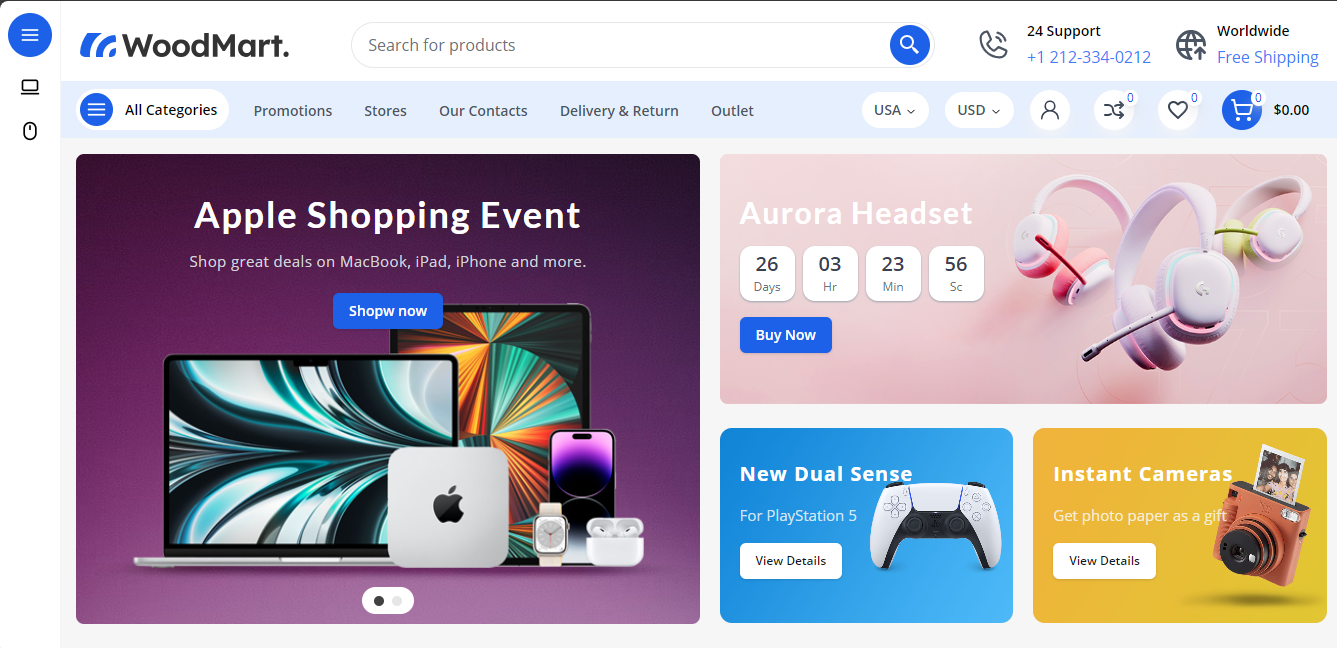 WoodMart.
Search for products
24 Support
+1 212-334-0212
Worldwide
Free Shipping
All Categories
Promotions
Stores
Our Contacts
Delivery & Return
Outlet
USA
USD
0
0
0
$0.00
Apple Shopping Event
Shop great deals on MacBook, iPad, iPhone and more.
Shopw now
Aurora Headset
26 03 23 56
Days Hr Min Sc
Buy Now
New Dual Sense
For PlayStation 5
View Details
Instant Cameras
Get photo paper as a gift
View Details